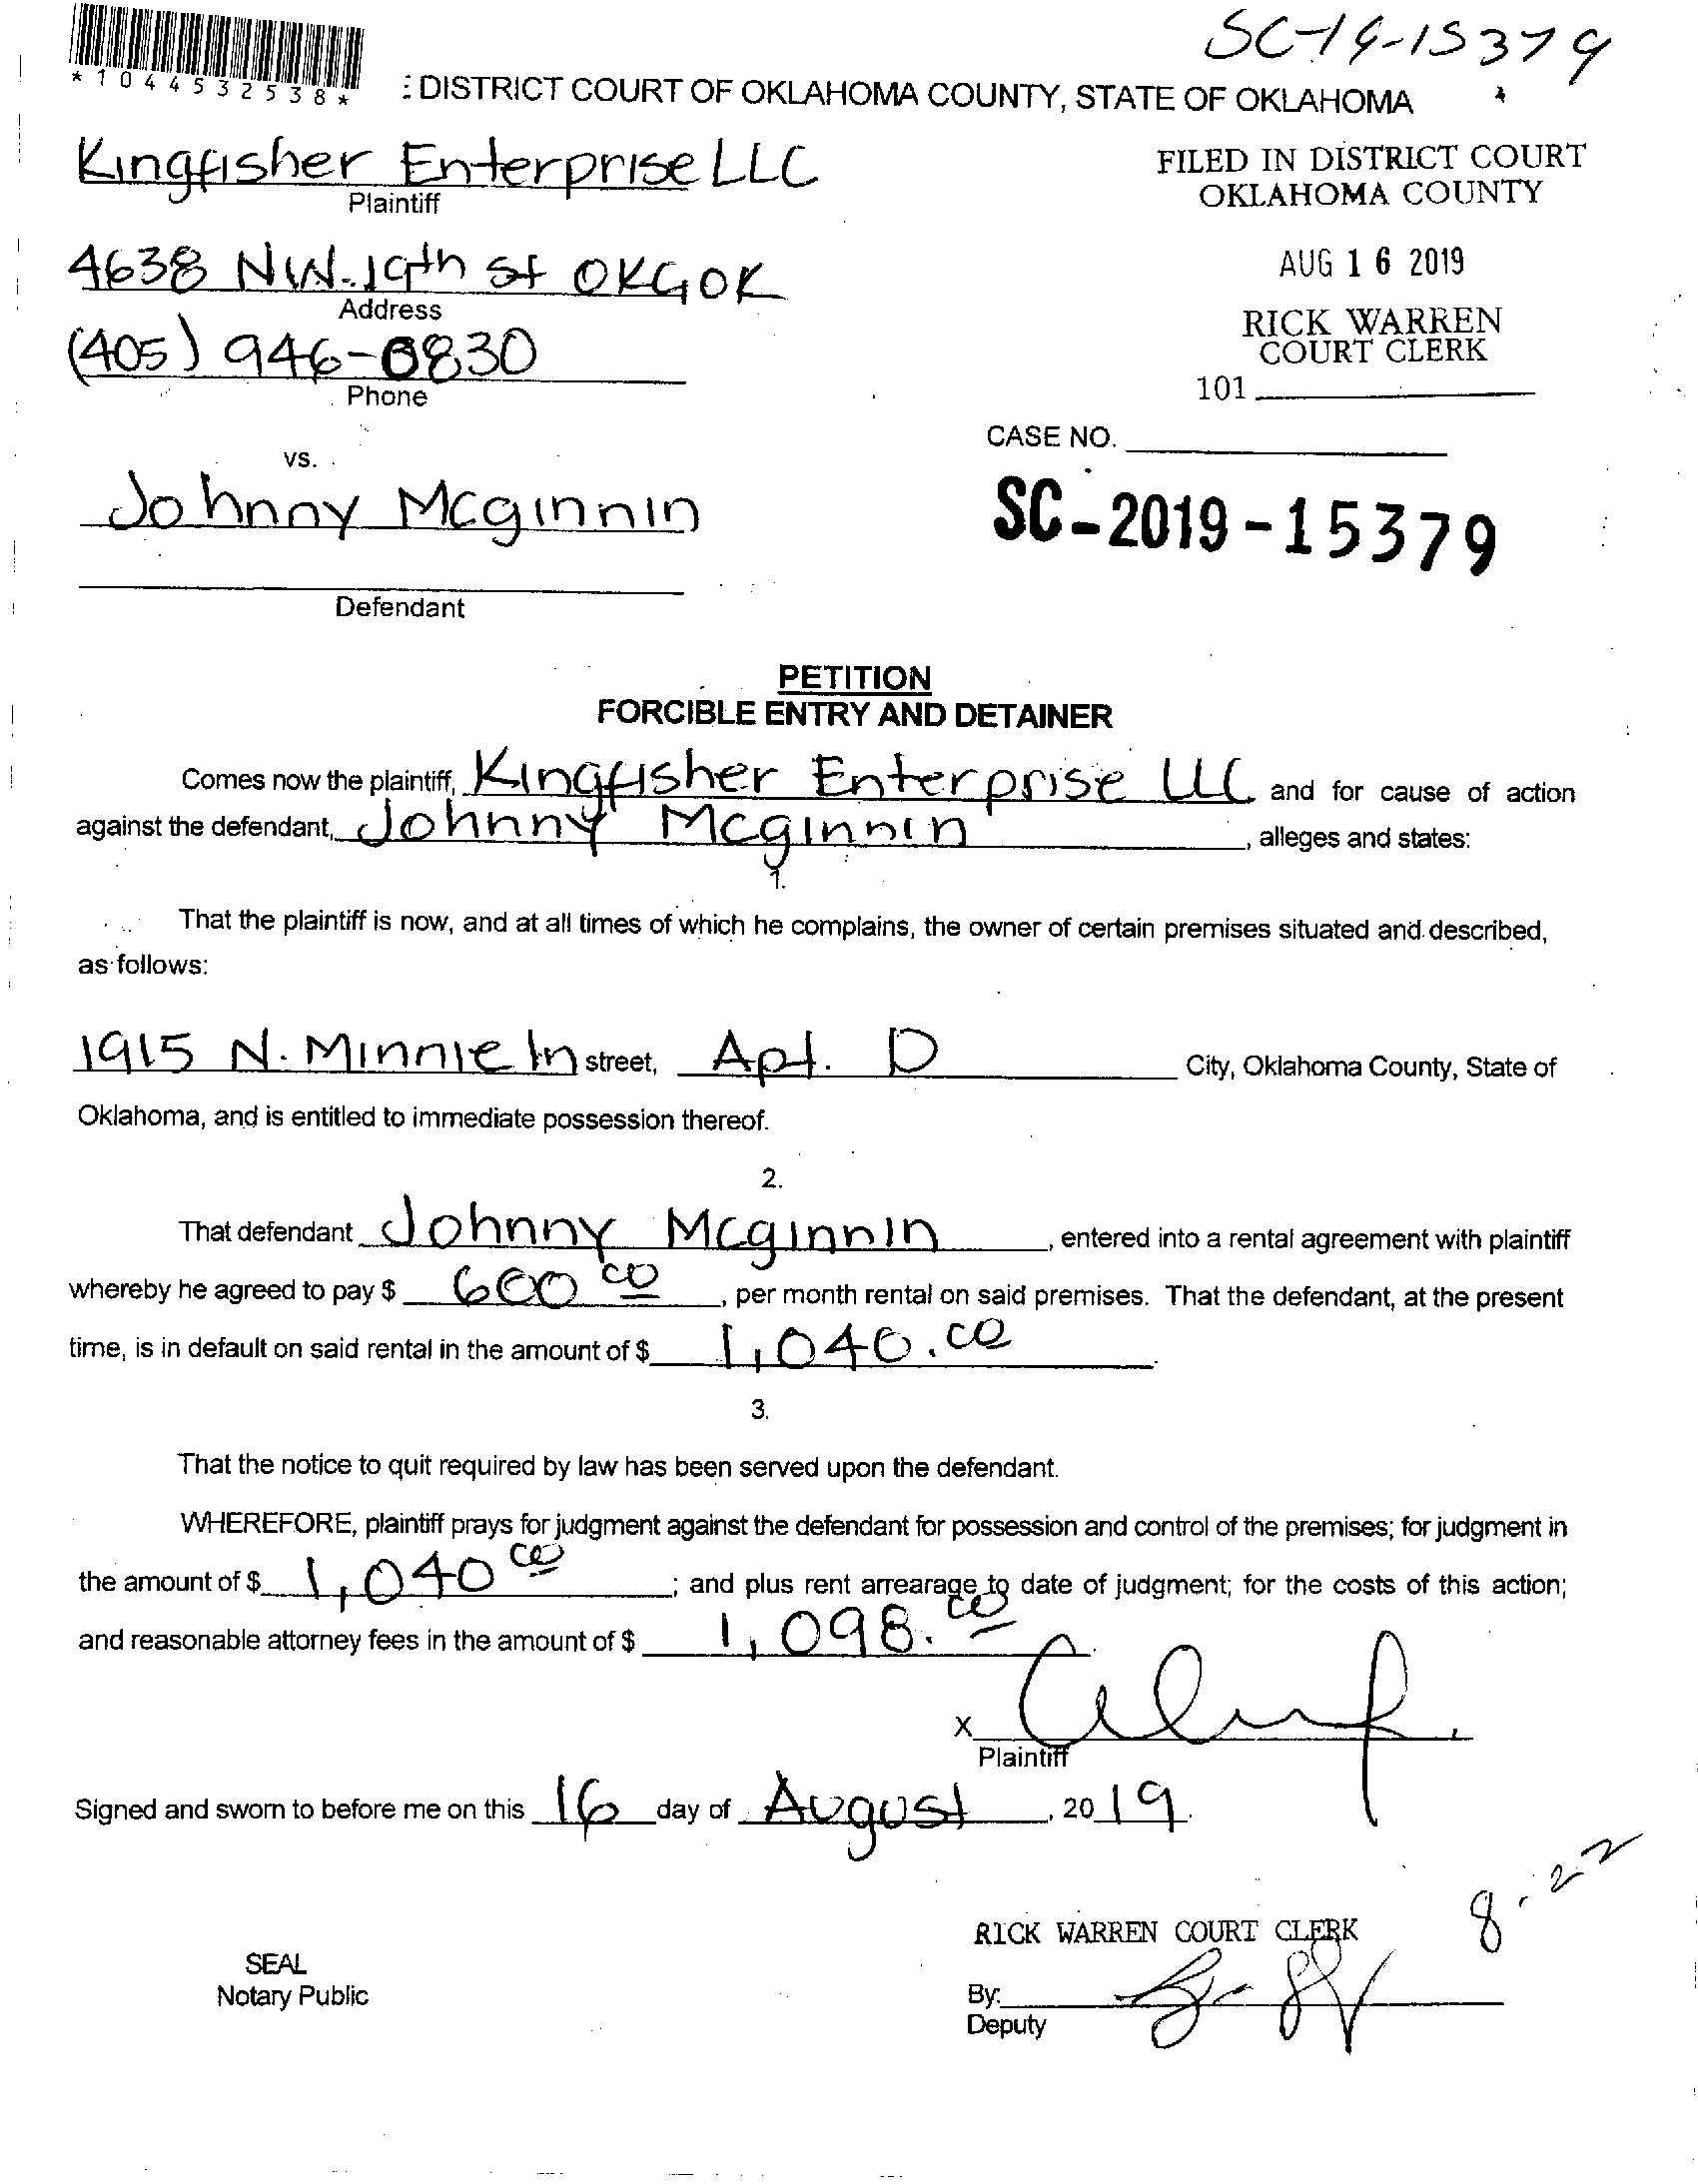 SC-19-15379
*1044532538*
: DISTRICT COURT OF OKLAHOMA COUNTY, STATE OF OKLAHOMA
Kingfisher Enterprise LLC
Plaintiff
FILED IN DISTRICT COURT
OKLAHOMA COUNTY
4638 NW. 19th St OKC OK
Address
AUG 16 2019
(405) 946-0830
Phone
RICK WARREN
COURT CLERK
101
CASE NO.
vs.
Johnny Mcginnin
SC-2019-15379
Defendant
PETITION
FORCIBLE ENTRY AND DETAINER
Comes now the plaintiff, Kingfisher Enterprise LLC and for cause of action
against the defendant, Johnny Mcginnin, alleges and states:
1.
That the plaintiff is now, and at all times of which he complains, the owner of certain premises situated and described,
as follows:
1915 N. Minnie ln street, Apt. D City, Oklahoma County, State of
Oklahoma, and is entitled to immediate possession thereof.
2.
That defendant Johnny Mcginnin, entered into a rental agreement with plaintiff
whereby he agreed to pay $ 600 00, per month rental on said premises. That the defendant, at the present
time, is in default on said rental in the amount of $ 1,040.00
3.
That the notice to quit required by law has been served upon the defendant.
WHEREFORE, plaintiff prays for judgment against the defendant for possession and control of the premises; for judgment in
the amount of $ 1,040 00; and plus rent arrearage to date of judgment; for the costs of this action;
and reasonable attorney fees in the amount of $ 1,098.00
X
Plaintiff
Signed and sworn to before me on this 16 day of August, 2019.
8-22
RICK WARREN COURT CLERK
SEAL
Notary Public
By:
Deputy